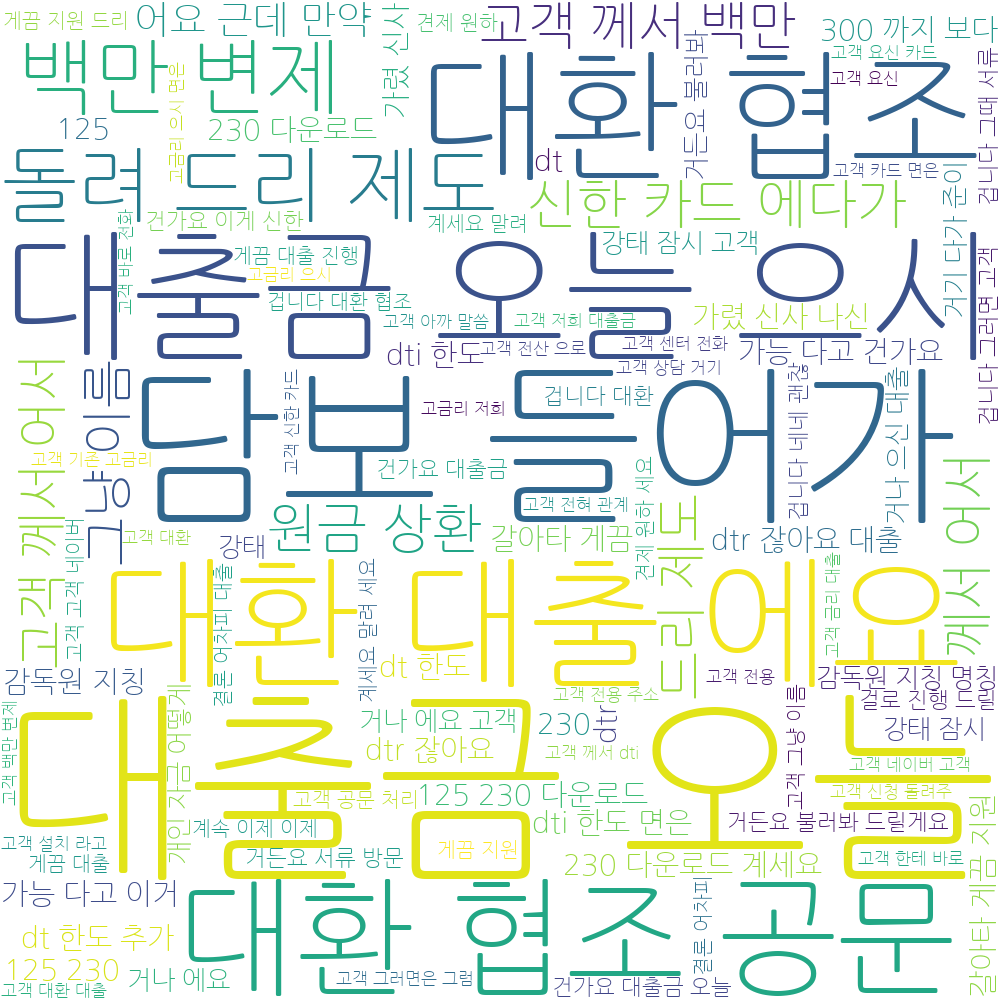 게끔 지원 드리
어요 근데 만약
견제 원하
고객 께서 백만
300 까지 보다
백만 변제
고금리 으시 면은
가렸 신사
거든요 불러봐
고객 요신 카드
고객 요신
겁니다 그때 서류
125
230 다운로드
대환 협조
dt
고객 카드 면은
돌려 드리 제도
신한 카드 에다가
거기 다가 준이
건가요 이게 신한
계세요 말려
고객 바로 전화
게끔 대출 진행
강태 잠시 고객
고금리 으시
대출금 오늘 으시
겁니다 그러면 고객
겁니다 대환 협조
고객 아까 말씀
고객 저희 대출금
가렸 신사 나신
dti 한도
고객 전산 으로
고객 센터 전화
가능 다고 건가요
고객 께서 어서
그냥 이름
고객 상담 거기
고객 신한 카드
담보 들어가
고금리 저희
겁니다 대환
겁니다 네네 괜찮
거나 으신 대출
고객 기존 고금리
건가요 대출금
고객 전혀 관계
견제 원하 세요
께서 어서
고객 고객 네이버
고객 대환
강태
원금 상환
갈아타 게끔
드리 제도
dtr 잖아요 대출
결론 어차피 대출
계세요 말려 세요
대환 대출 에요
고객 금리 대출
감독원 지칭
dt 한도
고객 전용
감독원 지칭 명칭
고객 전용 주소
걸로 진행 드릴
고객 백만 변제
개인 지금 어떻게
거나 에요 고객
230
dtr
고객 그냥 이름
강태 잠시
대출금 오늘
dtr 잖아요
고객 께서 dti
고객 네이버 고객
고객 공문 처리
125 230 다운로드
고객 신청 돌려주
계속 이제 이제
dti 한도 면은
거든요 불러봐 드릴게요
고객 설치 라고
게끔 대출
거든요 서류 방문
게끔 지원
230 다운로드 계세요
고객 한테 바로
갈아타 게끔 지원
가능 다고 이거
대환 협조 공문
결론 어차피
dt 한도 추가
125 230
거나 에요
고객 그러면은 그럼
고객 대환 대출
건가요 대출금 오늘